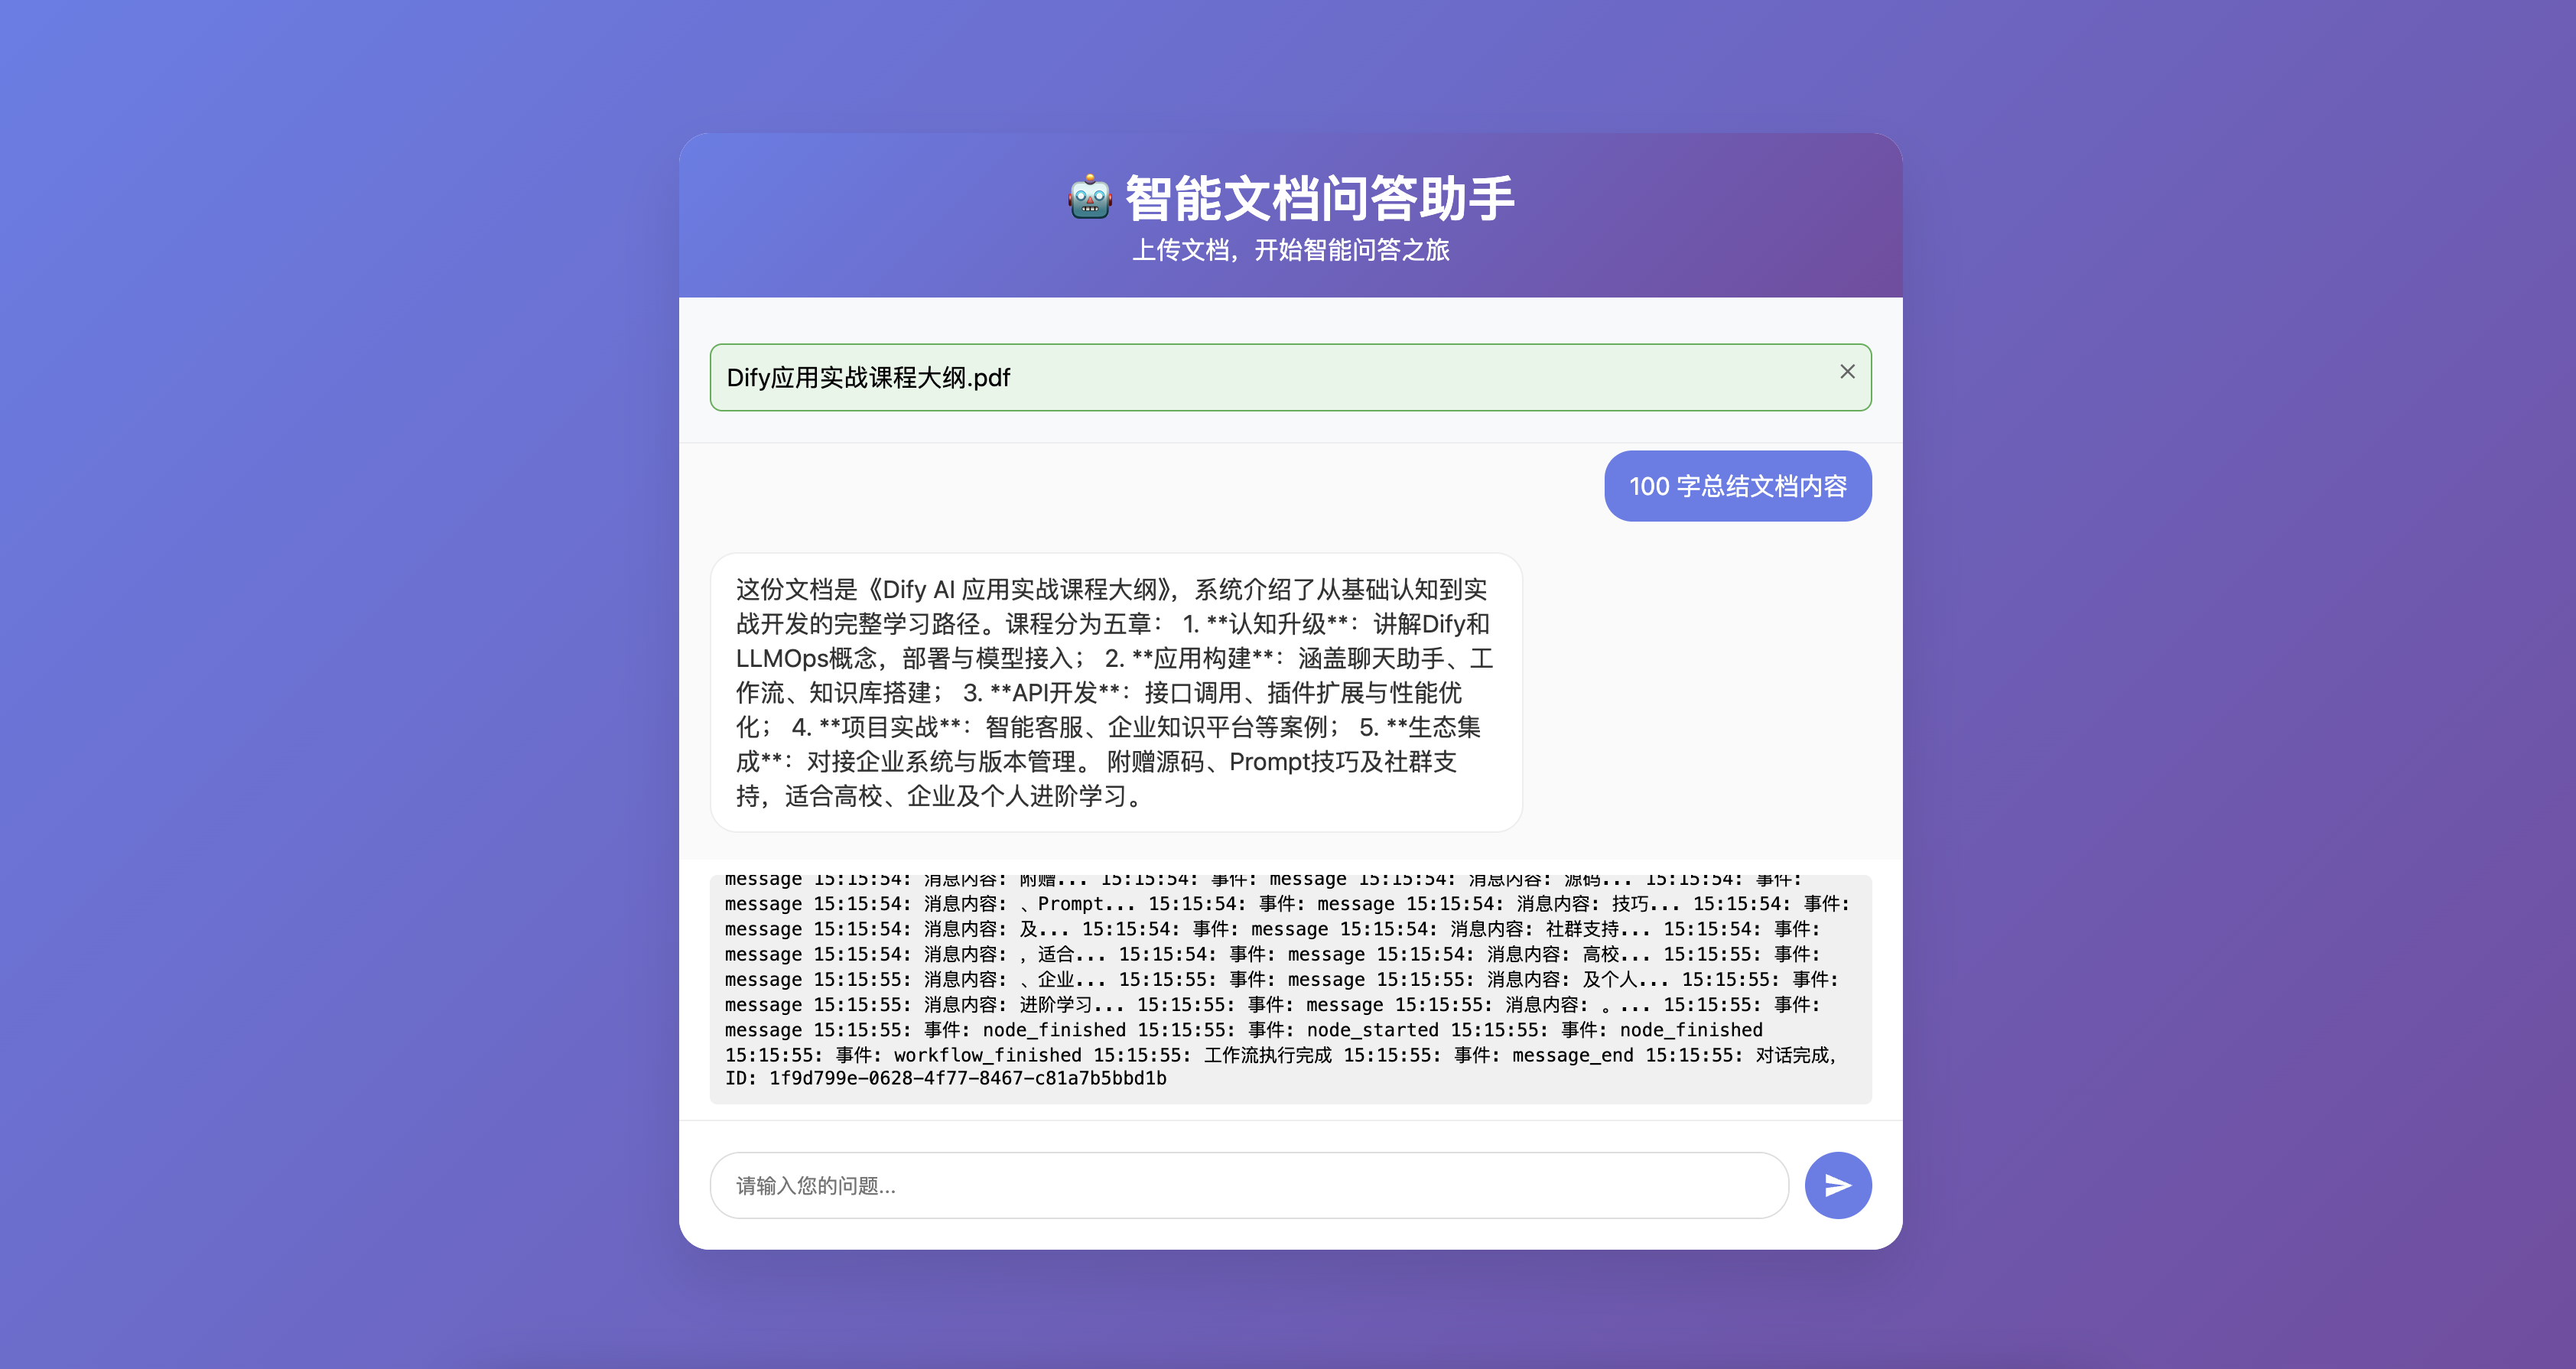 智能文档问答助手
上传文档，开始智能问答之旅
Dify应用实战课程大纲.pdf
100 字总结文档内容
这份文档是《Dify AI 应用实战课程大纲》，系统介绍了从基础认知到实
战开发的完整学习路径。课程分为五章： 1. **认知升级**：讲解Dify和
LLMOps概念，部署与模型接入； 2. **应用构建**：涵盖聊天助手、工
作流、知识库搭建； 3. **API开发**：接口调用、插件扩展与性能优
化； 4. **项目实战**：智能客服、企业知识平台等案例； 5. **生态集
成**：对接企业系统与版本管理。 附赠源码、Prompt技巧及社群支
持，适合高校、企业及个人进阶学习。
message 15:15:54: 消息内容: 附赠... 15:15:54: 事件: message 15:15:54: 消息内容: 源码... 15:15:54: 事件:
message 15:15:54: 消息内容: 、Prompt... 15:15:54: 事件: message 15:15:54: 消息内容: 技巧... 15:15:54: 事件:
message 15:15:54: 消息内容: 及... 15:15:54: 事件: message 15:15:54: 消息内容: 社群支持... 15:15:54: 事件:
message 15:15:54: 消息内容: ，适合... 15:15:54: 事件: message 15:15:54: 消息内容: 高校... 15:15:55: 事件:
message 15:15:55: 消息内容: 、企业... 15:15:55: 事件: message 15:15:55: 消息内容: 及个人... 15:15:55: 事件:
message 15:15:55: 消息内容: 进阶学习... 15:15:55: 事件: message 15:15:55: 消息内容: 。... 15:15:55: 事件:
message 15:15:55: 事件: node_finished 15:15:55: 事件: node_started 15:15:55: 事件: node_finished
15:15:55: 事件: workflow_finished 15:15:55: 工作流执行完成 15:15:55: 事件: message_end 15:15:55: 对话完成，
ID: 1f9d799e-0628-4f77-8467-c81a7b5bbd1b
请输入您的问题...